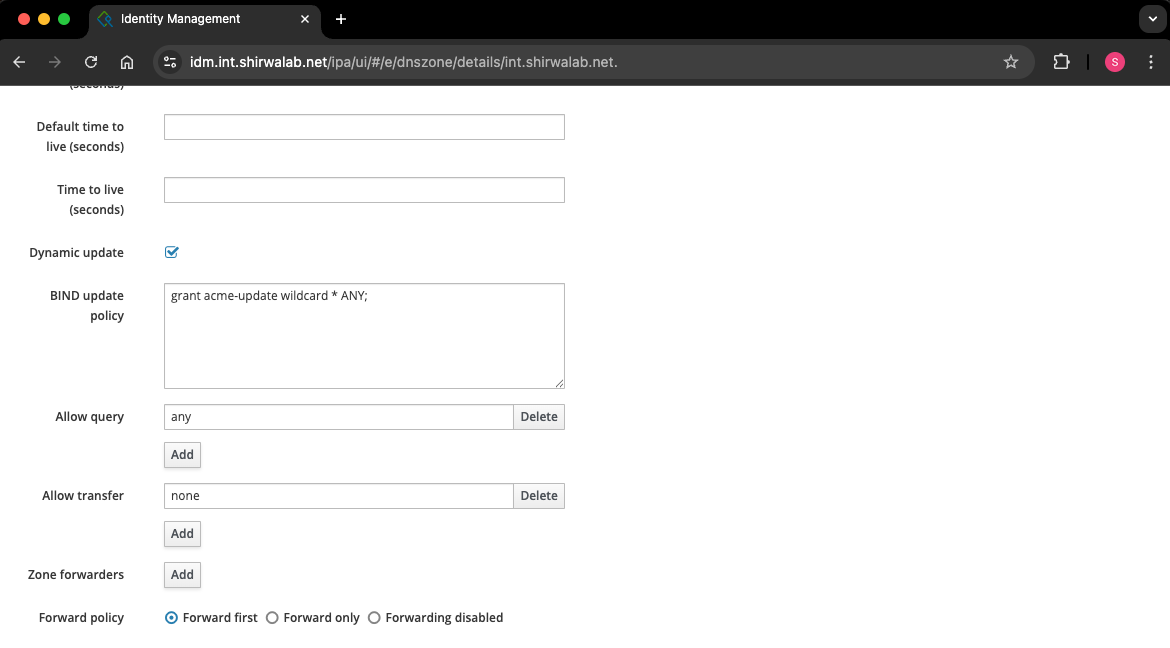 Identity Management
idm.int.shirwalab.net/ipa/ui/#/e/dnszone/details/int.shirwalab.net.
S
(seconds)
Default time to
live (seconds)
Time to live
(seconds)
Dynamic update
BIND update
policy
grant acme-update wildcard * ANY;
Allow query
any
Delete
Add
Allow transfer
none
Delete
Add
Zone forwarders
Add
Forward policy
Forward first
Forward only
Forwarding disabled